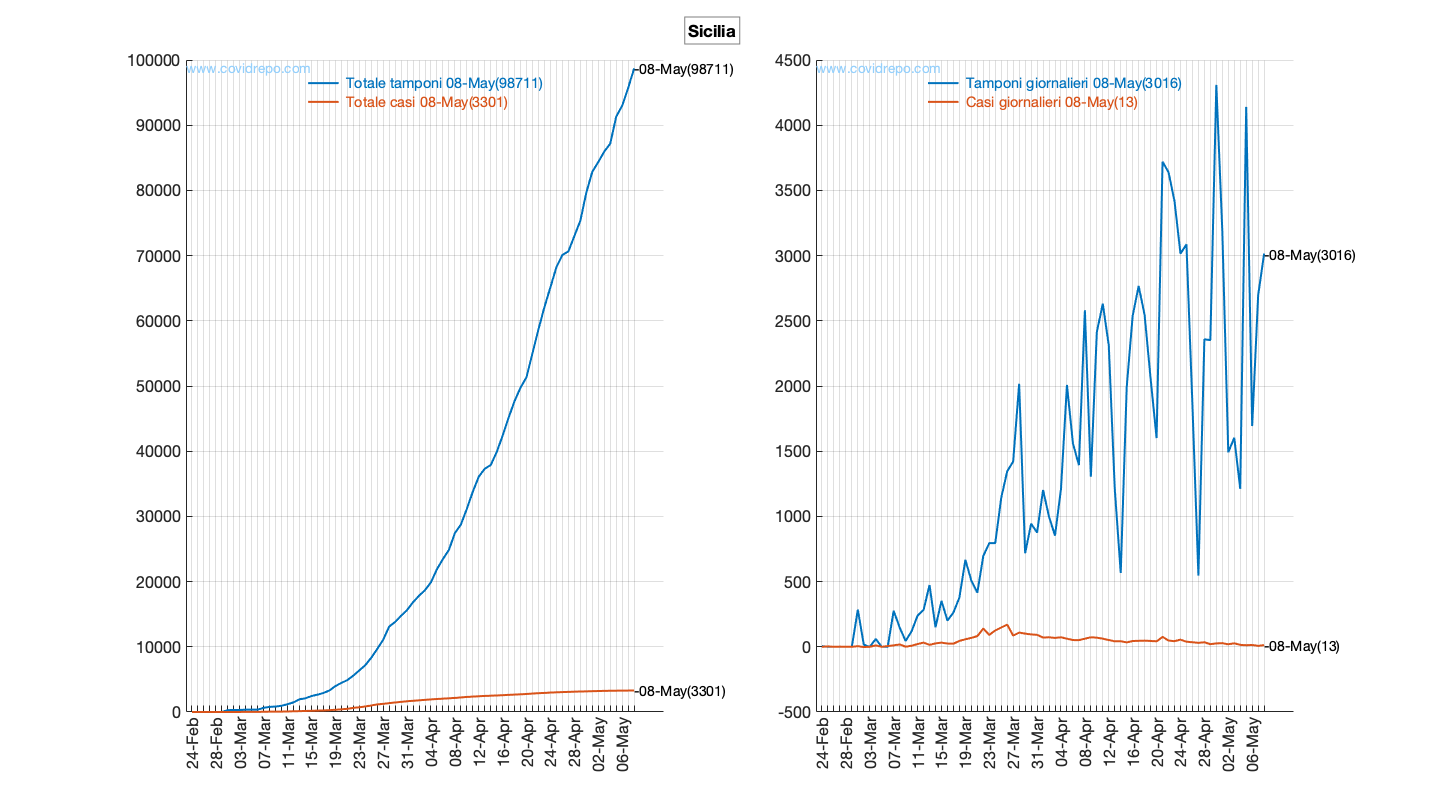 Sicilia
www.covidrepo.com
Totale tamponi 08-May(98711)
Totale casi 08-May(3301)
100000
90000
80000
70000
60000
50000
40000
30000
20000
10000
0
08-May(98711)
08-May(3301)
24-Feb
28-Feb
03-Mar
07-Mar
11-Mar
15-Mar
19-Mar
23-Mar
27-Mar
31-Mar
04-Apr
08-Apr
12-Apr
16-Apr
20-Apr
24-Apr
28-Apr
02-May
06-May
www.covidrepo.com
Tamponi giornalieri 08-May(3016)
Casi giornalieri 08-May(13)
4500
4000
3500
3000
2500
2000
1500
1000
500
0
-500
08-May(3016)
08-May(13)
24-Feb
28-Feb
03-Mar
07-Mar
11-Mar
15-Mar
19-Mar
23-Mar
27-Mar
31-Mar
04-Apr
08-Apr
12-Apr
16-Apr
20-Apr
24-Apr
28-Apr
02-May
06-May